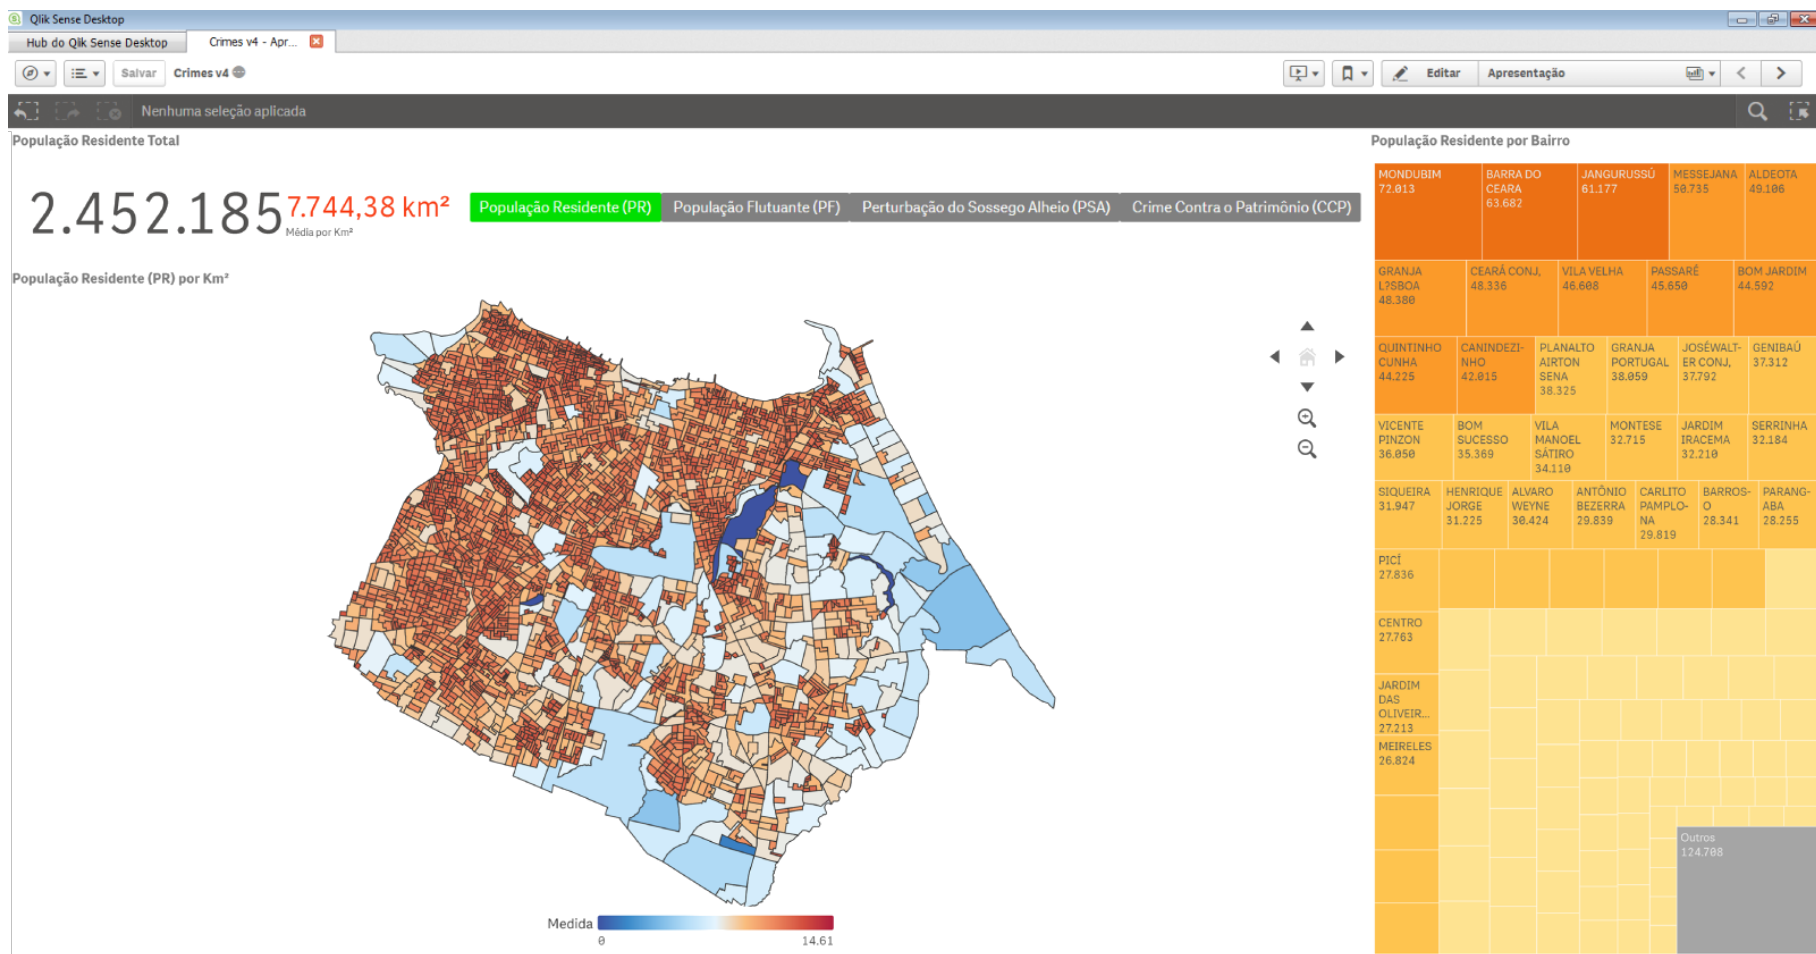 Qlik Sense Desktop
Hub do Qlik Sense Desktop
Crimes v4 - Apr...
Salvar
Crimes v4
Editar
Apresentação
Nenhuma seleção aplicada
População Residente Total
2.452.185
7.744,38 km²
Média por Km²
População Residente (PR)
População Flutuante (PF)
Perturbação do Sossego Alheio (PSA)
Crime Contra o Patrimônio (CCP)
População Residente (PR) por Km²
Medida
0
14.61
População Residente por Bairro
MONDUBIM
72.013
BARRA DO
CEARA
63.682
JANGURUSSÚ
61.177
MESSEJANA
50.735
ALDEOTA
49.106
GRANJA
L?SBOA
48.380
CEARÁ CONJ,
48.336
VILA VELHA
46.608
PASSARÉ
45.650
BOM JARDIM
44.592
QUINTINHO
CUNHA
44.225
CANINDEZI-
NHO
42.015
PLANALTO
AIRTON
SENA
38.325
GRANJA
PORTUGAL
38.059
JOSÉWALT-
ER CONJ,
37.792
GENIBAÚ
37.312
VICENTE
PINZON
36.050
BOM
SUCESSO
35.369
VILA
MANOEL
SÁTIRO
34.110
MONTESE
32.715
JARDIM
IRACEMA
32.210
SERRINHA
32.184
SIQUEIRA
31.947
HENRIQUE
JORGE
31.225
ALVARO
WEYNE
30.424
ANTÔNIO
BEZERRA
29.839
CARLITO
PAMPLO-
NA
29.819
BARROS-
O
28.341
PARANG-
ABA
28.255
PICÍ
27.836
CENTRO
27.763
JARDIM
DAS
OLIVEIR...
27.213
MEIRELES
26.824
Outros
124.708